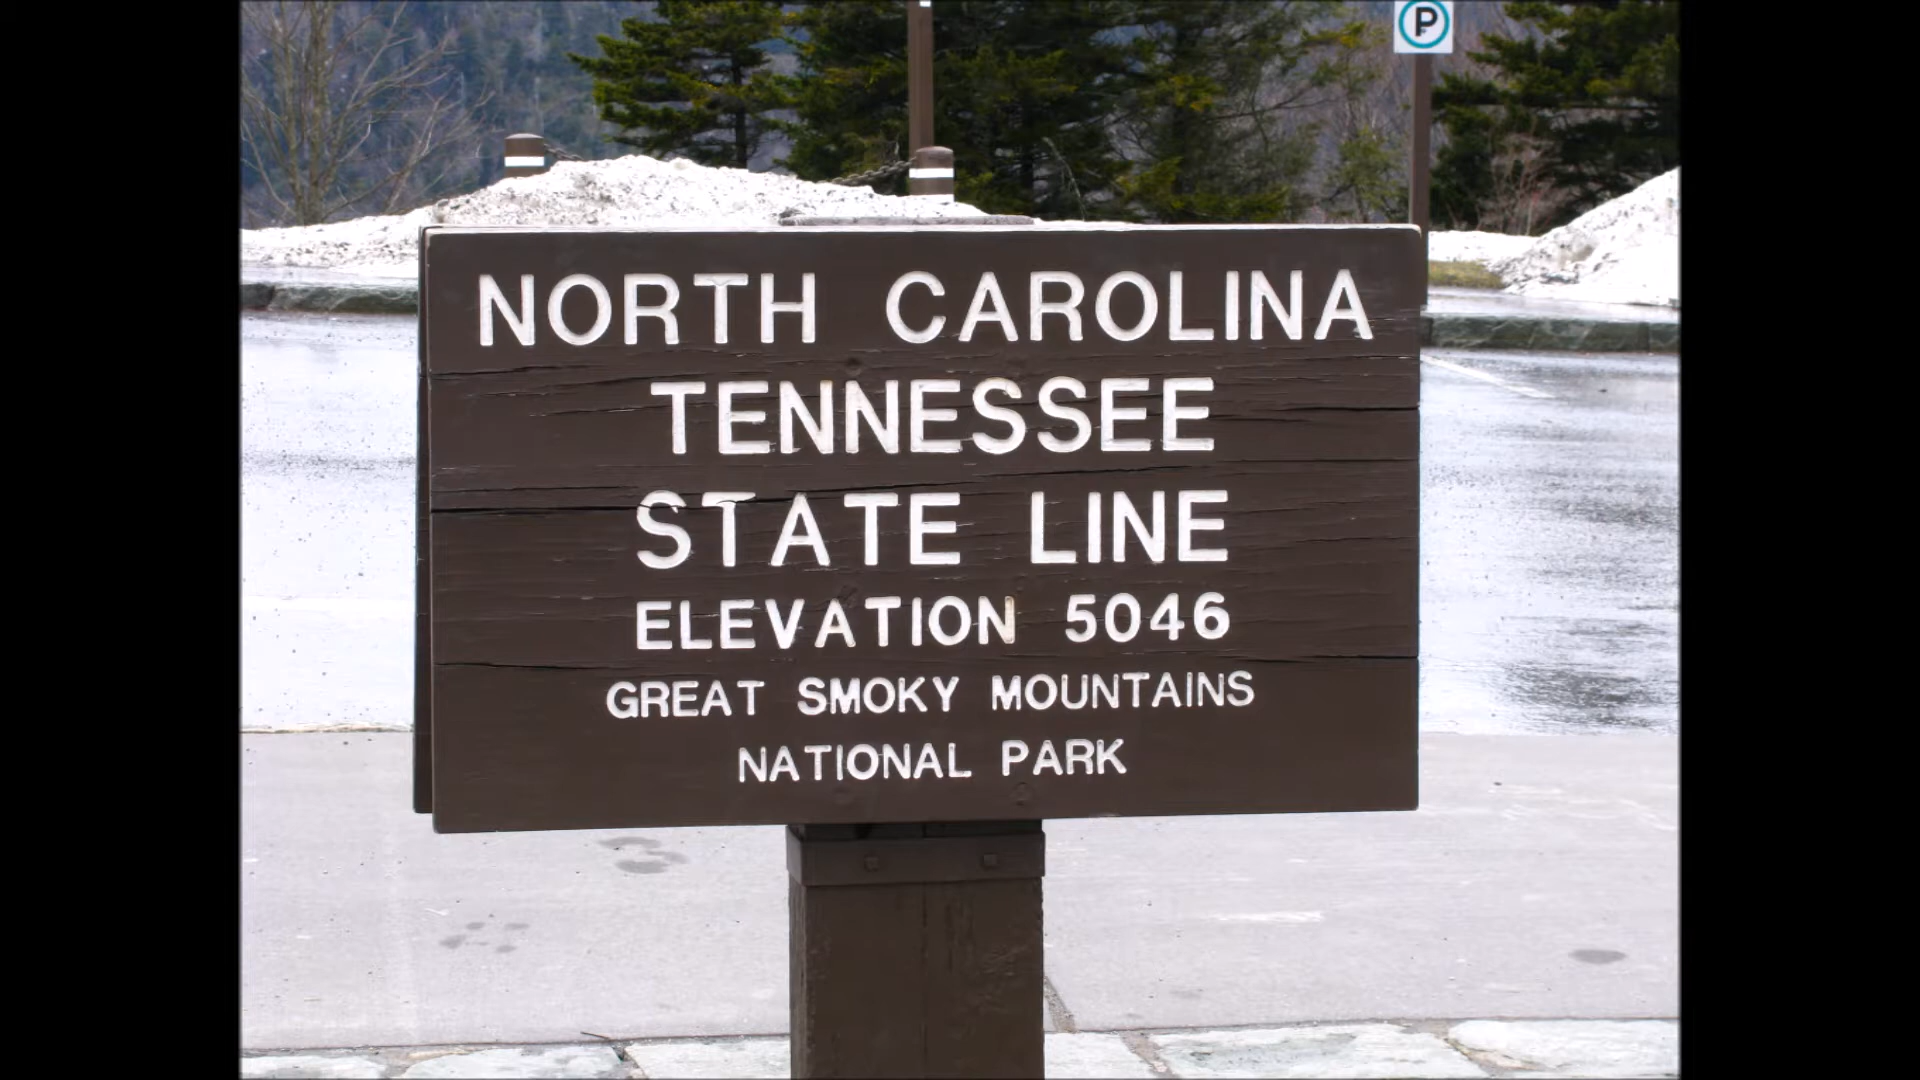 P
NORTH CAROLINA
TENNESSEE
STATE LINE
ELEVATION 5046
GREAT SMOKY MOUNTAINS
NATIONAL PARK